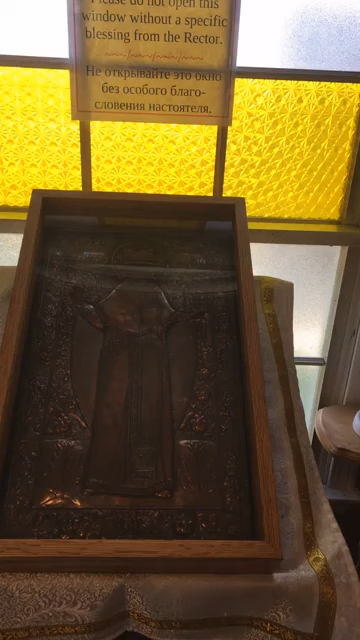 Please do not open this
window without a specific
blessing from the Rector.
Не открывайте это окно
без особого благо-
словения настоятеля.